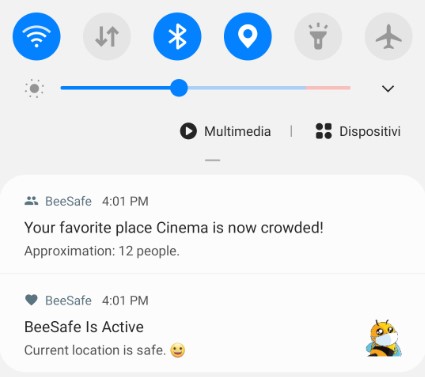 Multimedia | Dispositivi
BeeSafe 4:01 PM
Your favorite place Cinema is now crowded!
Approximation: 12 people.
BeeSafe 4:01 PM
BeeSafe Is Active
Current location is safe. 😀